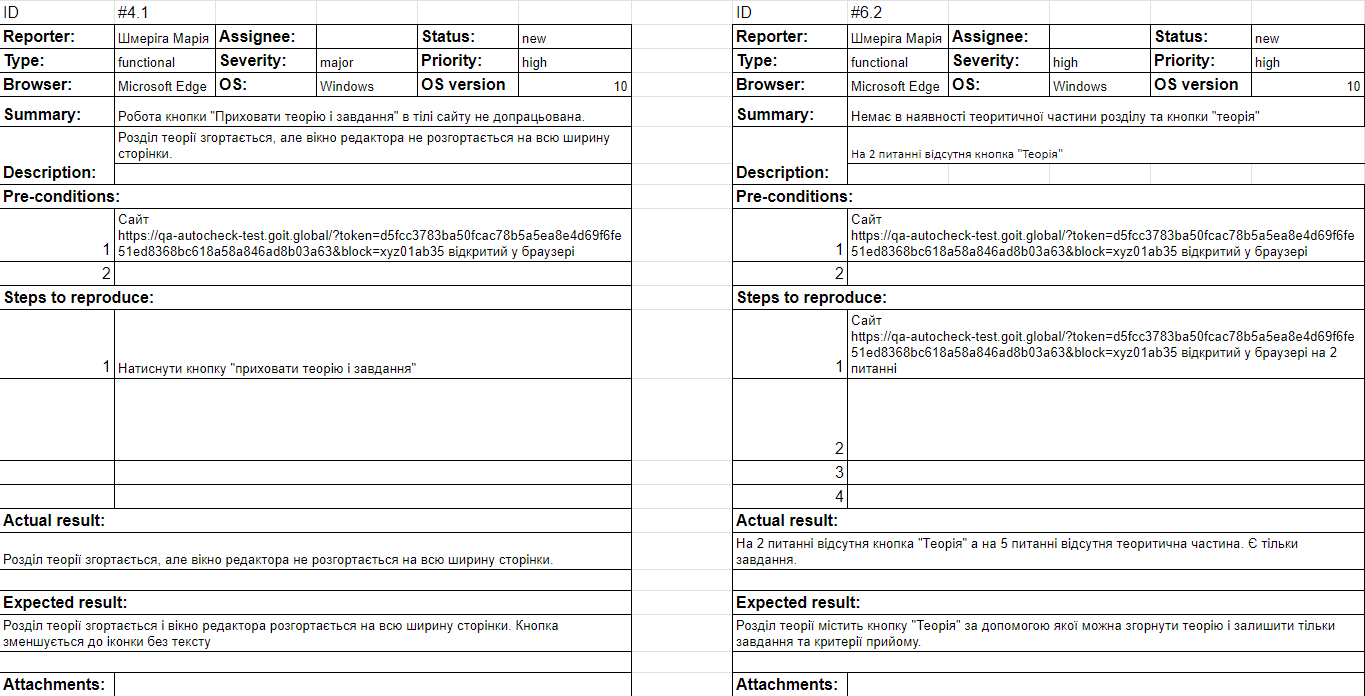 ID #4.1
Reporter: Шмеріга Марія Assignee: Status: new
Type: functional Severity: major Priority: high
Browser: Microsoft Edge OS: Windows OS version 10
Summary: Робота кнопки "Приховати теорію і завдання" в тілі сайту не допрацьована.
Розділ теорії згортається, але вікно редактора не розгортається на всю ширину
сторінки.
Description:
Pre-conditions:
Сайт
https://qa-autocheck-test.goit.global/?token=d5fcc3783ba50fcac78b5a5ea8e4d69f6fe
1 51ed8368bc618a58a846ad8b03a63&block=xyz01ab35 відкритий у браузері
2
Steps to reproduce:
1 Натиснути кнопку "приховати теорію і завдання"
Actual result:
Розділ теорії згортається, але вікно редактора не розгортається на всю ширину сторінки.
Expected result:
Розділ теорії згортається і вікно редактора розгортається на всю ширину сторінки. Кнопка
зменшується до іконки без тексту
Attachments:
ID #6.2
Reporter: Шмеріга Марія Assignee: Status: new
Type: functional Severity: high Priority: high
Browser: Microsoft Edge OS: Windows OS version 10
Summary: Немає в наявності теоритичної частини розділу та кнопки "теорія"
На 2 питанні відсутня кнопка "Теорія"
Description:
Pre-conditions:
Сайт
https://qa-autocheck-test.goit.global/?token=d5fcc3783ba50fcac78b5a5ea8e4d69f6fe
1 51ed8368bc618a58a846ad8b03a63&block=xyz01ab35 відкритий у браузері
2
Steps to reproduce:
Сайт
https://qa-autocheck-test.goit.global/?token=d5fcc3783ba50fcac78b5a5ea8e4d69f6fe
51ed8368bc618a58a846ad8b03a63&block=xyz01ab35 відкритий у браузері на 2
1 питанні
2
3
4
Actual result:
На 2 питанні відсутня кнопка "Теорія" а на 5 питанні відсутня теоритична частина. Є тільки
завдання.
Expected result:
Розділ теорії містить кнопку "Теорія" за допомогою якої можна згорнути теорію і залишити тільки
завдання та критерії прийому.
Attachments: